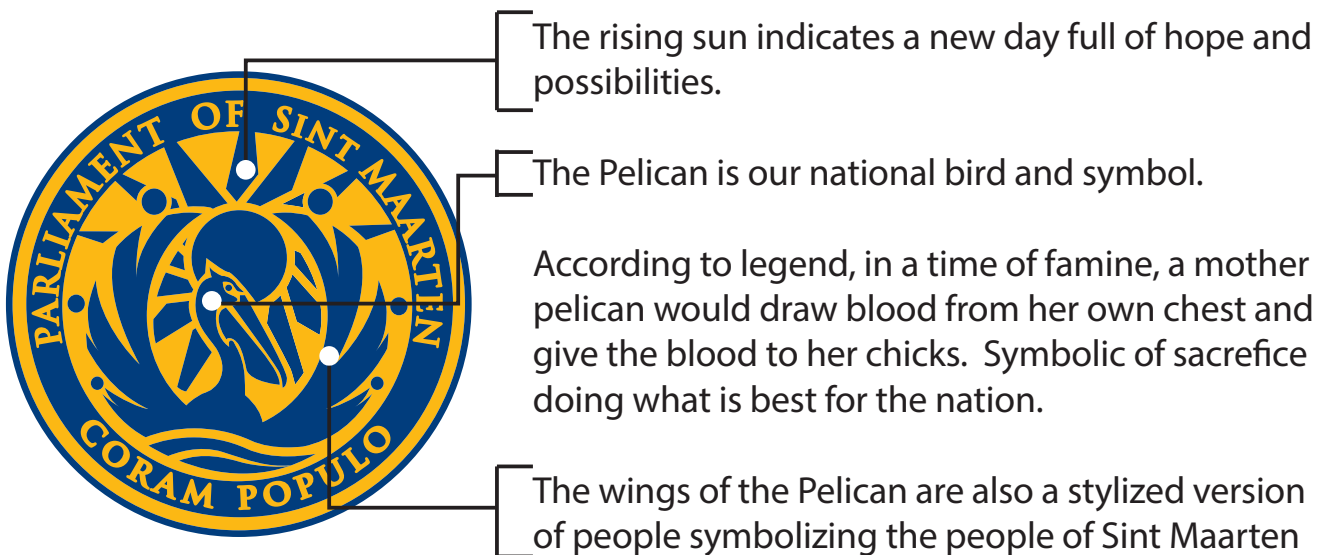 PARLIAMENT OF SINT MAARTEN
CORAM POPULO
The rising sun indicates a new day full of hope and
possibilities.
The Pelican is our national bird and symbol.
According to legend, in a time of famine, a mother
pelican would draw blood from her own chest and
give the blood to her chicks.  Symbolic of sacrefice
doing what is best for the nation.
The wings of the Pelican are also a stylized version
of people symbolizing the people of Sint Maarten